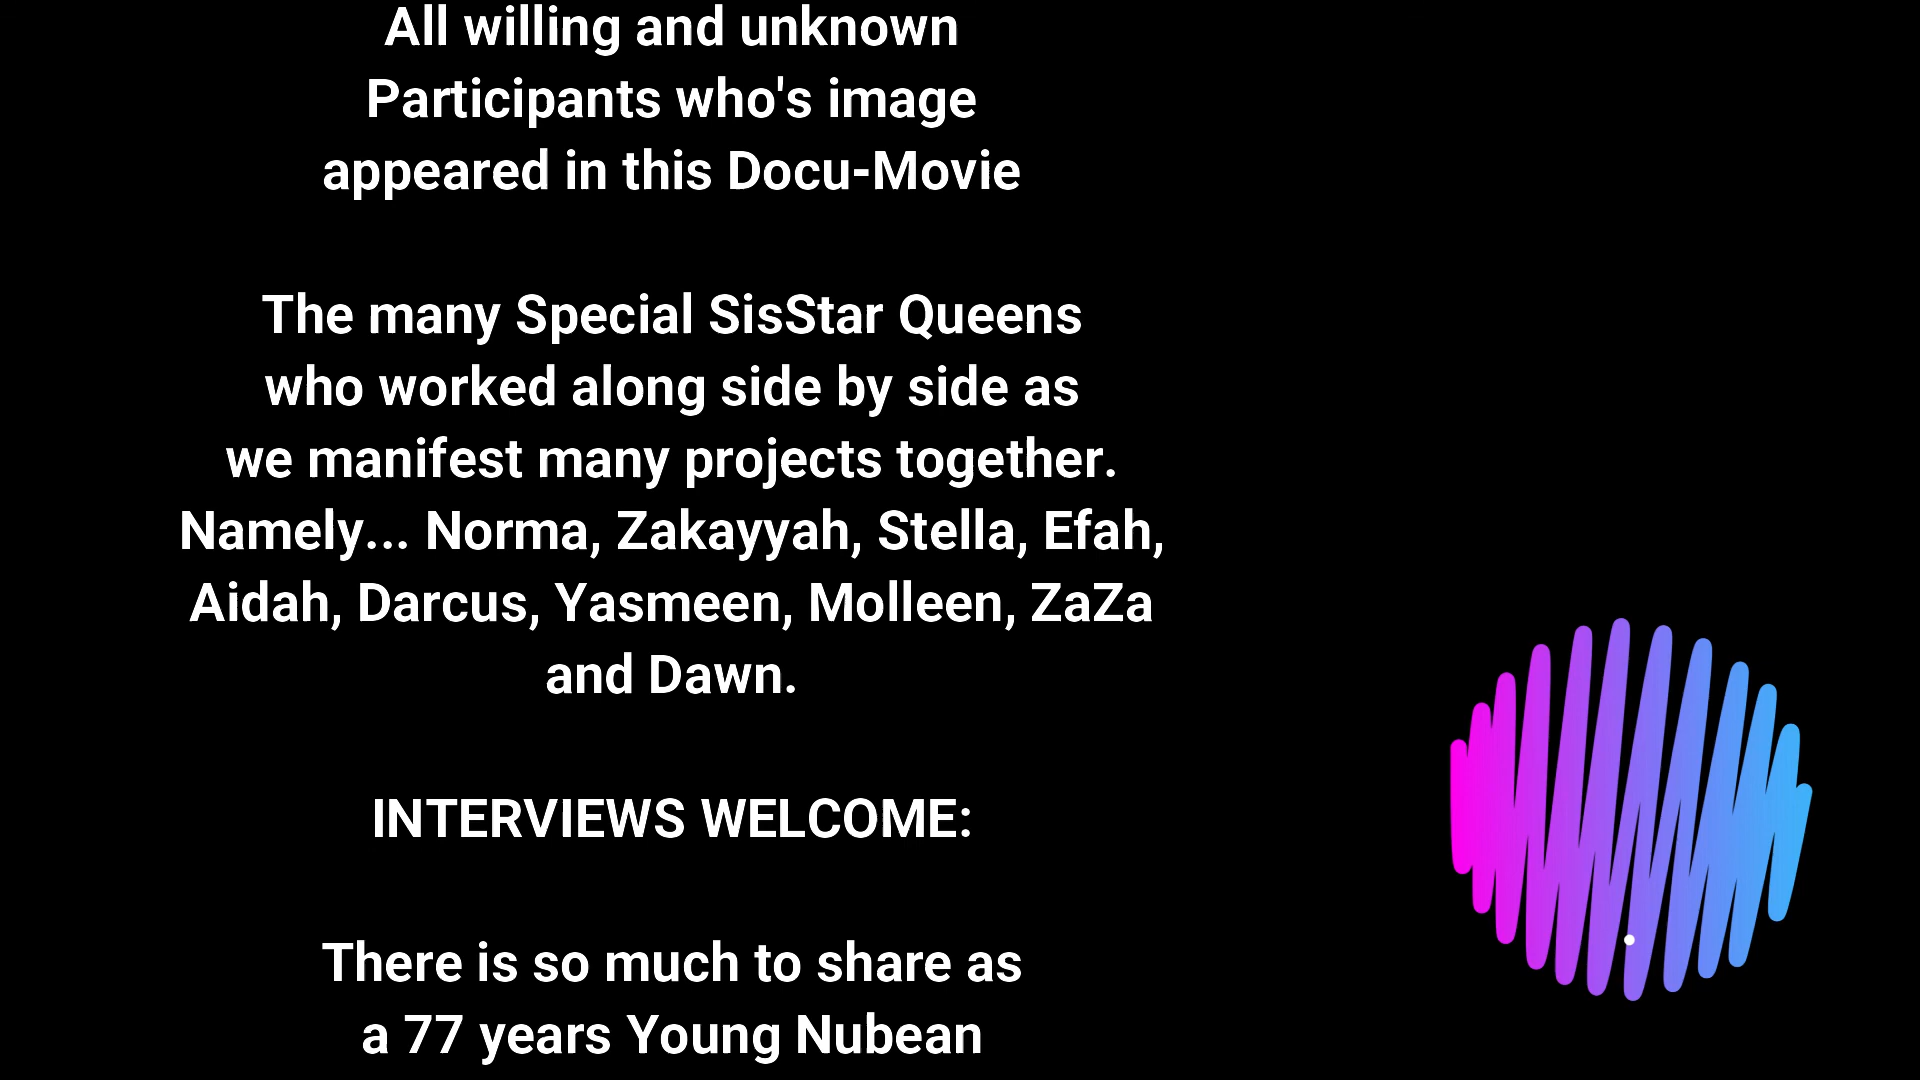 All willing and unknown
Participants who's image
appeared in this Docu-Movie
The many Special SisStar Queens
who worked along side by side as
we manifest many projects together.
Namely... Norma, Zakayyah, Stella, Efah,
Aidah, Darcus, Yasmeen, Molleen, ZaZa
and Dawn.
INTERVIEWS WELCOME:
There is so much to share as
a 77 years Young Nubean